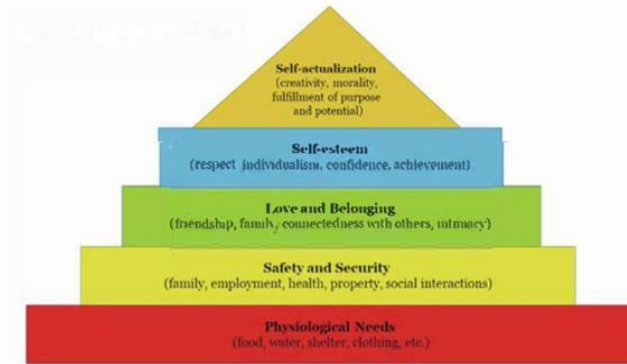 Self-actualization
(creativity, morality,
fulfillment of purpose
and potential)
Self-esteem
(respect individualism, confidence, achievement)
Love and Belonging
(friendship, family, connectedness with others, intimacy)
Safety and Security
(family, employment, health, property, social interactions)
Physiological Needs
(food, water, shelter, clothing, etc.)